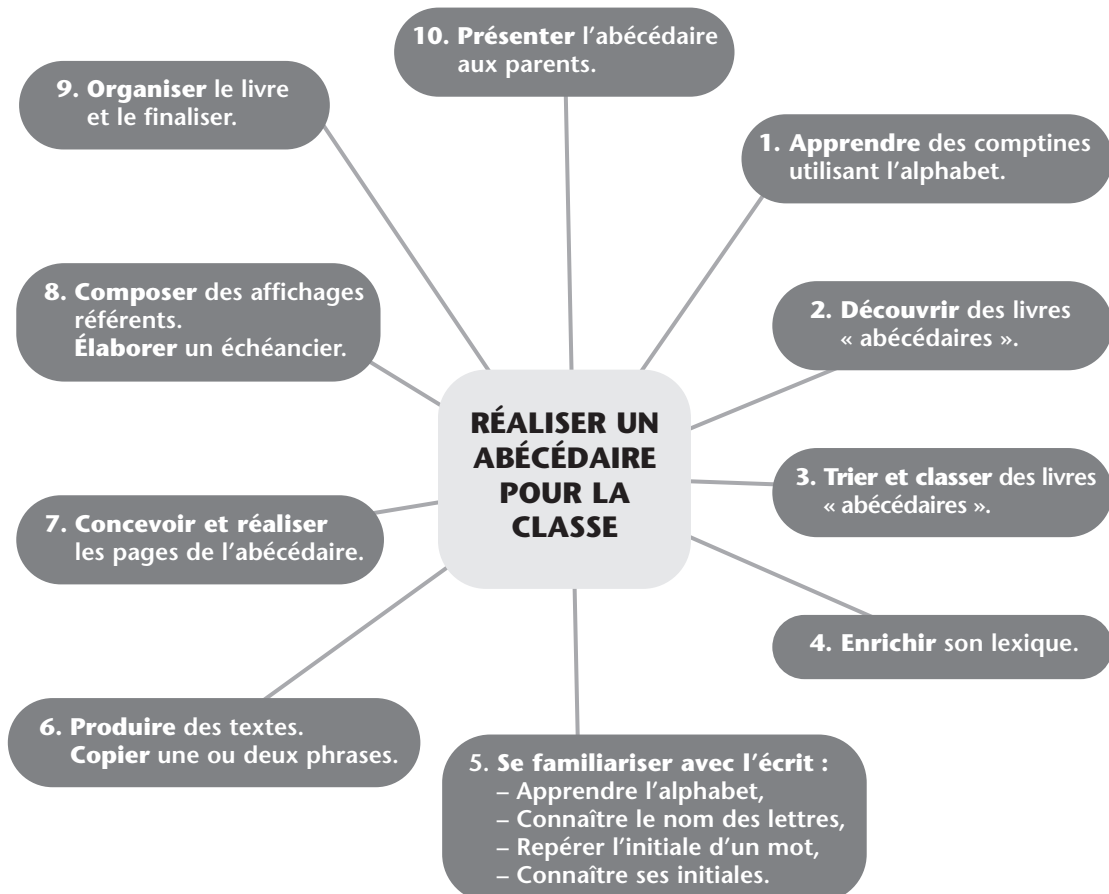 10. Présenter l'abécédaire
aux parents.
9. Organiser le livre
et le finaliser.
1. Apprendre des comptines
utilisant l'alphabet.
8. Composer des affichages
référents.
Élaborer un échéancier.
2. Découvrir des livres
« abécédaires ».
RÉALISER UN
ABÉCÉDAIRE
POUR LA
CLASSE
3. Trier et classer des livres
« abécédaires ».
7. Concevoir et réaliser
les pages de l'abécédaire.
4. Enrichir son lexique.
6. Produire des textes.
Copier une ou deux phrases.
5. Se familiariser avec l'écrit :
– Apprendre l'alphabet,
– Connaître le nom des lettres,
– Repérer l'initiale d'un mot,
– Connaître ses initiales.